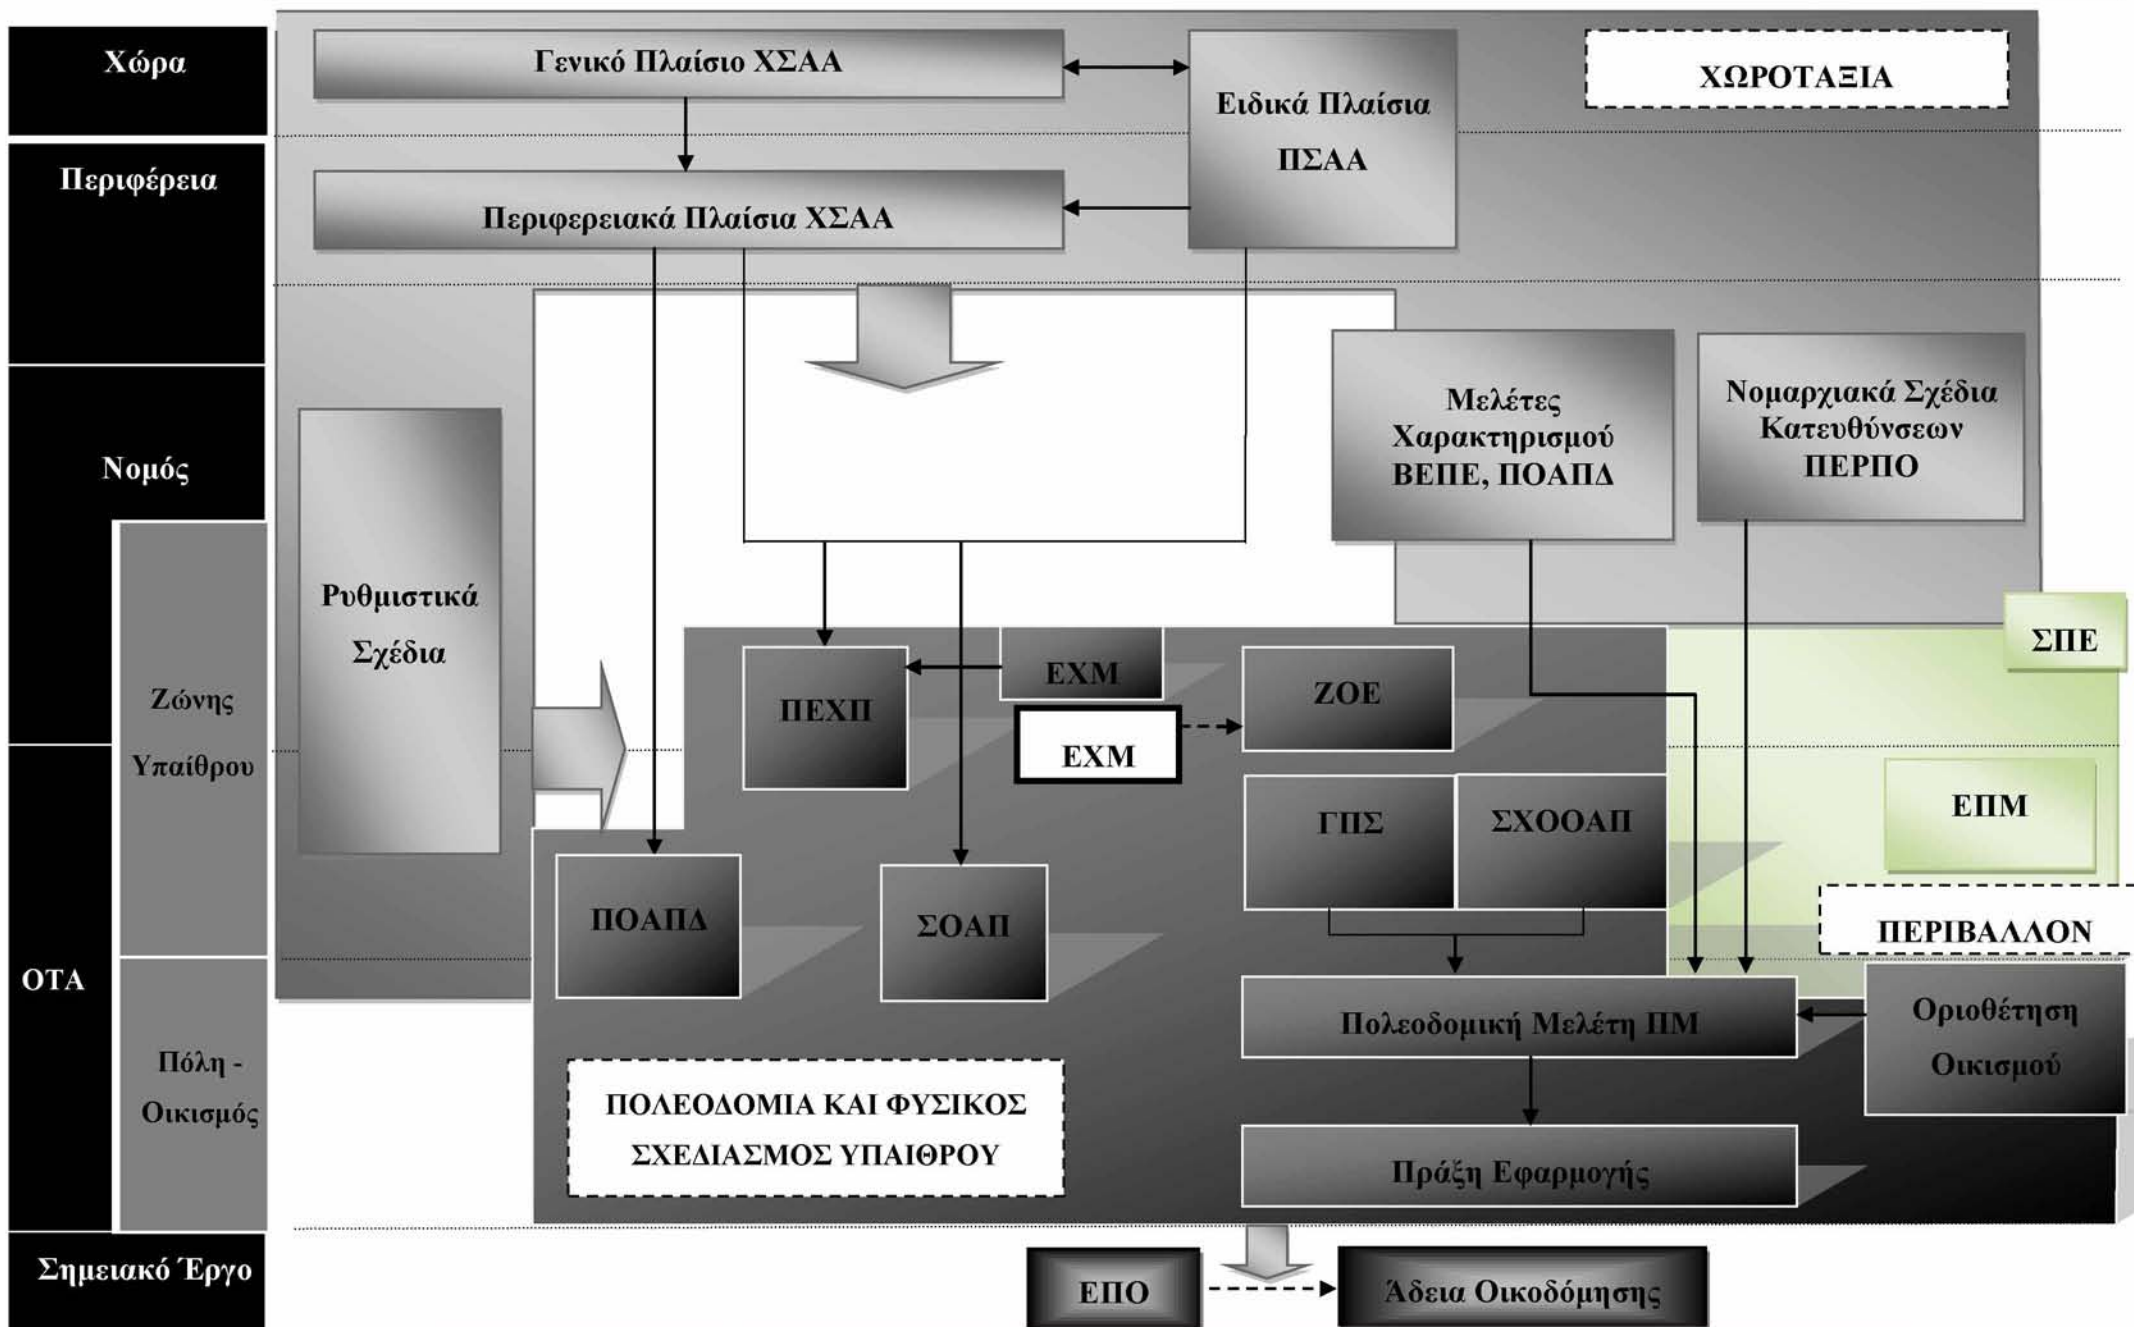 Χώρα
Γενικό Πλαίσιο ΧΣΑΑ
Ειδικά Πλαίσια
ΠΣΑΑ
ΧΩΡΟΤΑΞΙΑ
Περιφέρεια
Περιφερειακά Πλαίσια ΧΣΑΑ
Νομός
Μελέτες
Χαρακτηρισμού
ΒΕΠΕ, ΠΟΑΠΔ
Νομαρχιακά Σχέδια
Κατευθύνσεων
ΠΕΡΠΟ
Ρυθμιστικά
Σχέδια
Ζώνης
Υπαίθρου
ΠΕΧΠ
ΕΧΜ
ΕΧΜ
ΖΟΕ
ΣΠΕ
ΓΠΣ
ΣΧΟΟΑΠ
ΕΠΜ
ΠΟΑΠΔ
ΣΟΑΠ
ΠΕΡΙΒΑΛΛΟΝ
ΟΤΑ
Πόλη -
Οικισμός
Πολεοδομική Μελέτη ΠΜ
Οριοθέτηση
Οικισμού
ΠΟΛΕΟΔΟΜΙΑ ΚΑΙ ΦΥΣΙΚΟΣ
ΣΧΕΔΙΑΣΜΟΣ ΥΠΑΙΘΡΟΥ
Πράξη Εφαρμογής
Σημειακό Έργο
ΕΠΟ
Άδεια Οικοδόμησης